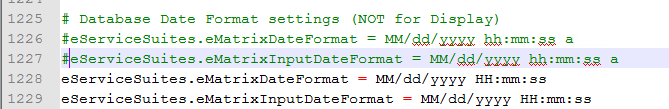 1225 # Database Date Format settings (NOT for Display)
1226 #eServiceSuites.eMatrixDateFormat = MM/dd/yyyy hh:mm:ss a
1227 #eServiceSuites.eMatrixInputDateFormat = MM/dd/yyyy hh:mm:ss a
1228 eServiceSuites.eMatrixDateFormat = MM/dd/yyyy HH:mm:ss
1229 eServiceSuites.eMatrixInputDateFormat = MM/dd/yyyy HH:mm:ss